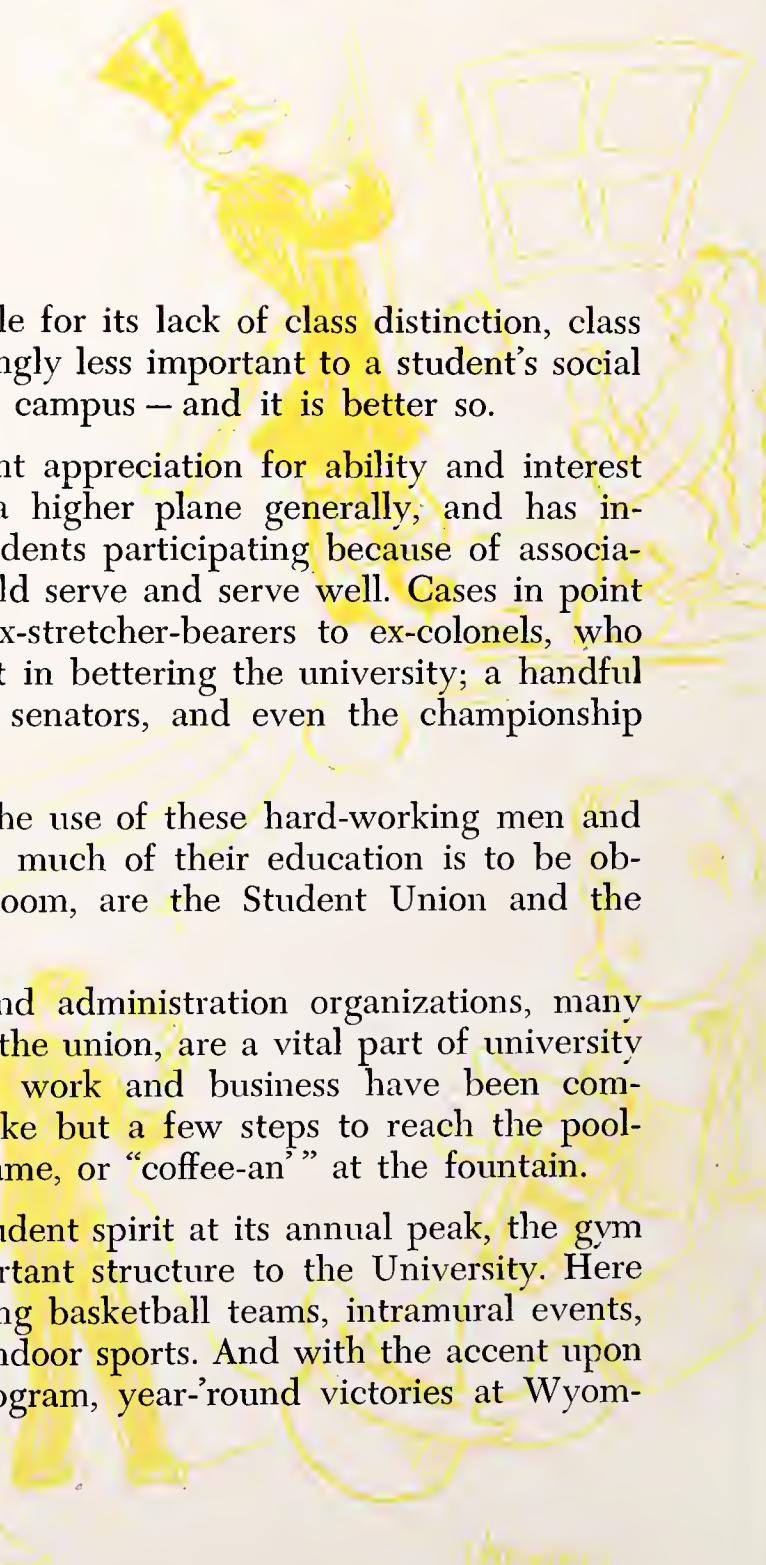 le for its lack of class distinction, class
ngly less important to a student's social
campus — and it is better so.
nt appreciation for ability and interest
a higher plane generally, and has in-
dents participating because of associa-
ld serve and serve well. Cases in point
x-stretcher-bearers to ex-colonels, who
t in bettering the university; a handful
senators, and even the championship
he use of these hard-working men and
much of their education is to be ob-
oom, are the Student Union and the
nd administration organizations, many
the union, are a vital part of university
work and business have been com-
ke but a few steps to reach the pool-
ame, or “coffee-an’ ” at the fountain.
udent spirit at its annual peak, the gym
rtant structure to the University. Here
ng basketball teams, intramural events,
ndoor sports. And with the accent upon
ogram, year-’round victories at Wyom-